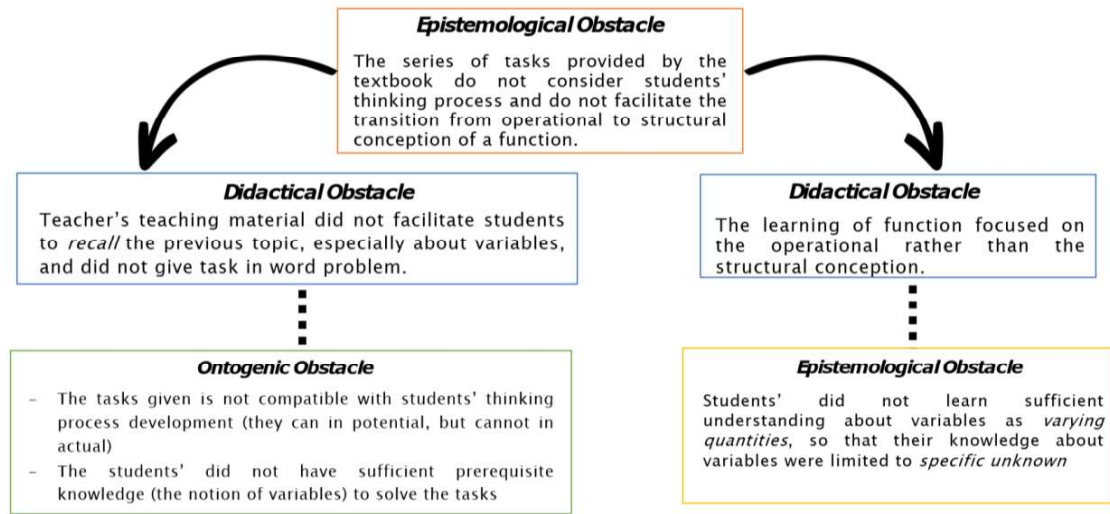 Epistemological Obstacle
The series of tasks provided by the
textbook do not consider students'
thinking process and do not facilitate the
transition from operational to structural
conception of a function.
Didactical Obstacle
Teacher's teaching material did not facilitate students
to recall the previous topic, especially about variables,
and did not give task in word problem.
Didactical Obstacle
The learning of function focused on
the operational rather than the
structural conception.
Ontogenic Obstacle
- The tasks given is not compatible with students' thinking
process development (they can in potential, but cannot in
actual)
- The students' did not have sufficient prerequisite
knowledge (the notion of variables) to solve the tasks
Epistemological Obstacle
Students' did not learn sufficient
understanding about variables as varying
quantities, so that their knowledge about
variables were limited to specific unknown